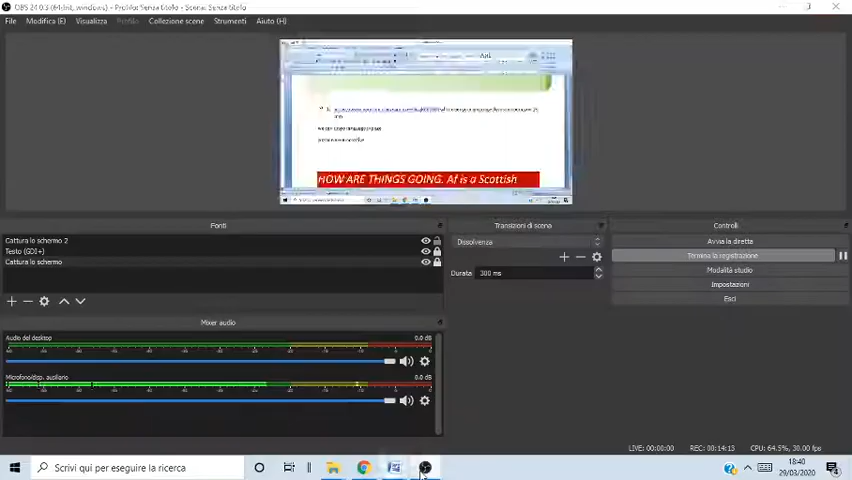 OBS 24.0.3 (64-bit, windows) - Profilo: Senza titolo - Scena: Senza titolo
File Modifica (E) Visualizza Profilo Collezione scene Strumenti Aiuto (H)
HOW ARE THINGS GOING. Af is a Scottish
Fonti
Cattura lo schermo 2
Testo (GDI+)
Cattura lo schermo
Mixer audio
Audio del desktop 0.0 dB
Microfono/disp. ausiliario 0.0 dB
Transizioni di scena
Dissolvenza
Durata 300 ms
Controlli
Avvia la diretta
Termina la registrazione
Modalità studio
Impostazioni
Esci
LIVE: 00:00:00 REC: 00:14:13 CPU: 64.5%, 30.00 fps
Scrivi qui per eseguire la ricerca
18:40
29/03/2020
4